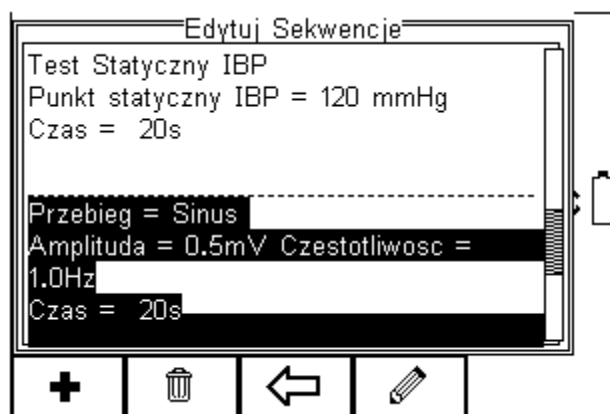 Edytuj Sekwencje
Test Statyczny IBP
Punkt statyczny IBP = 120 mmHg
Czas =  20s
Przebieg = Sinus
Amplituda = 0.5mV Czestotliwosc =
1.0Hz
Czas =  20s